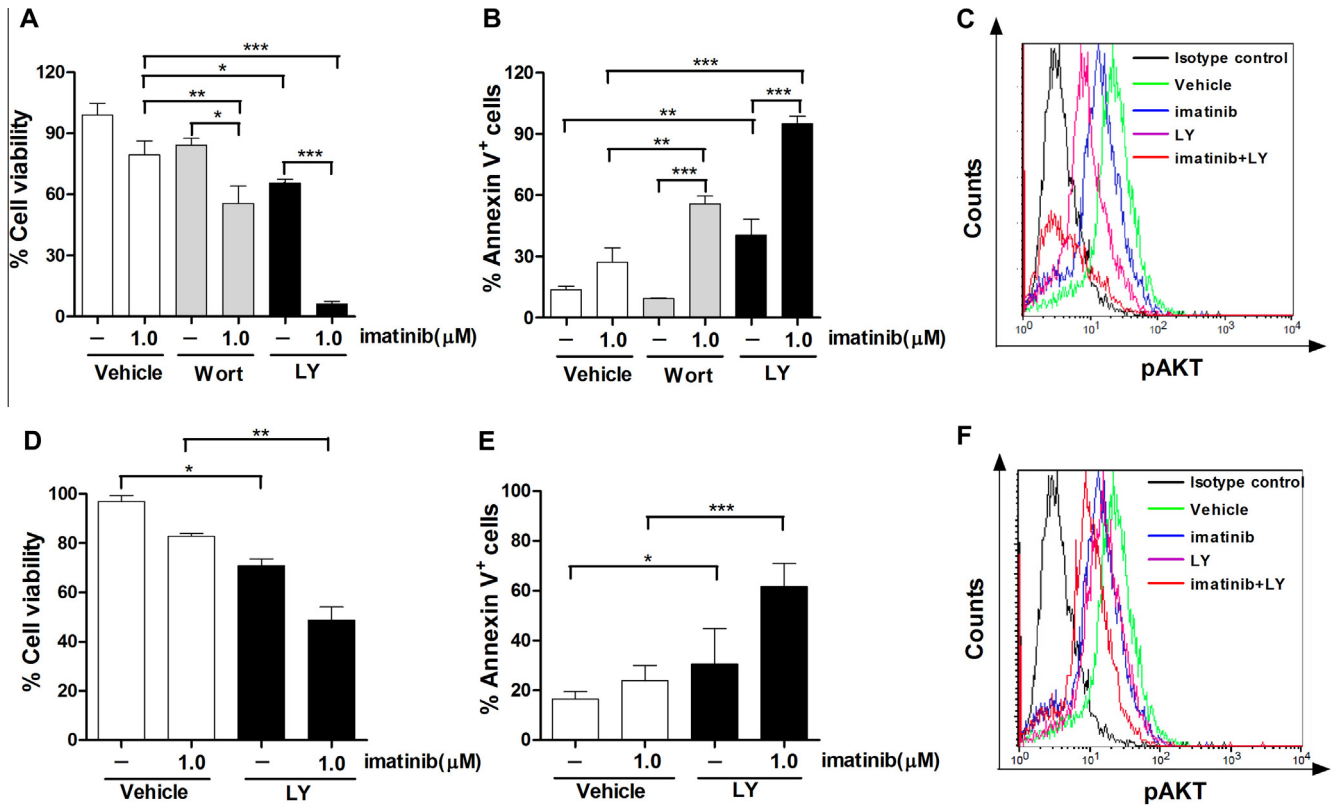 A
% Cell viability
120
90
60
30
0
***
*
**
*
***
– 1.0 – 1.0 – 1.0 imatinib(μM)
Vehicle Wort LY
B
% Annexin V+ cells
120
90
60
30
0
***
***
**
**
***
– 1.0 – 1.0 – 1.0 imatinib(μM)
Vehicle Wort LY
C
Counts
Isotype control
Vehicle
imatinib
LY
imatinib+LY
10^0 10^1 10^2 10^3 10^4
pAKT
D
% Cell viability
100
80
60
40
20
0
**
*
– 1.0 – 1.0 imatinib(μM)
Vehicle LY
E
% Annexin V+ cells
100
80
60
40
20
0
***
*
– 1.0 – 1.0 imatinib(μM)
Vehicle LY
F
Counts
Isotype control
Vehicle
imatinib
LY
imatinib+LY
10^0 10^1 10^2 10^3 10^4
pAKT